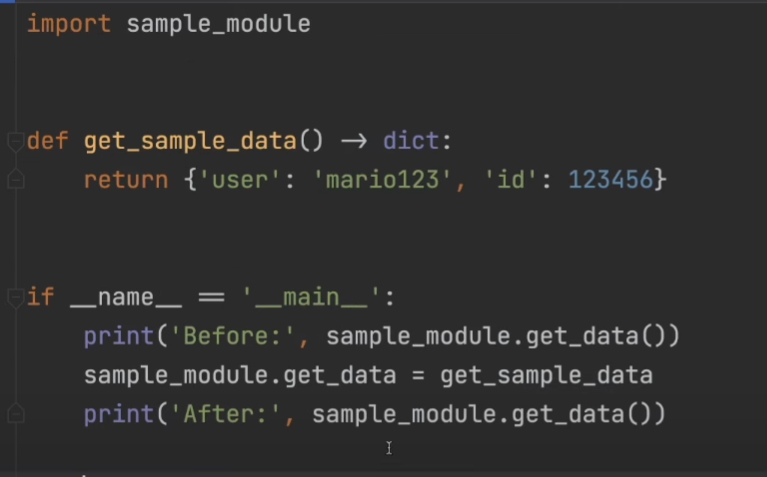 import sample_module
def get_sample_data() -> dict:
    return {'user': 'mario123', 'id': 123456}
if __name__ == '__main__':
    print('Before:', sample_module.get_data())
    sample_module.get_data = get_sample_data
    print('After:', sample_module.get_data())